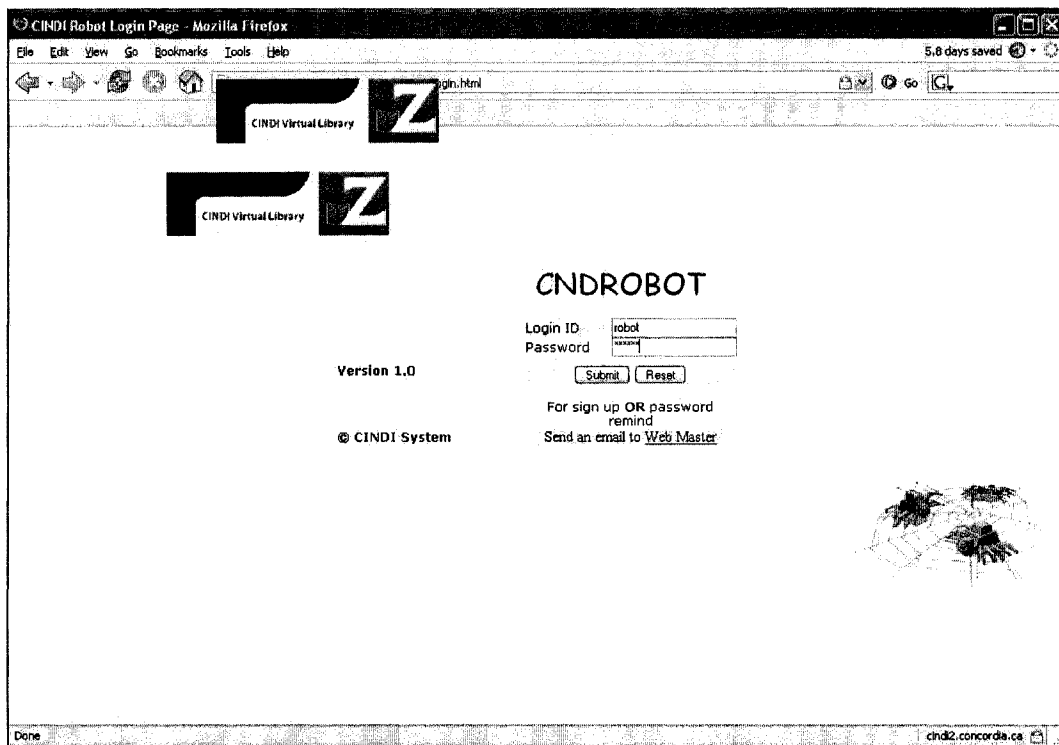 CINDI Robot Login Page - Mozilla Firefox
File Edit View Go Bookmarks Tools Help
5.8 days saved
gin.html
Go
G
CINDI Virtual Library Z
CINDI Virtual Library Z
CNDROBOT
Login ID robot
Password ******
Version 1.0
Submit Reset
For sign up OR password
remind
© CINDI System
Send an email to Web Master
Done
cindi2.concordia.ca